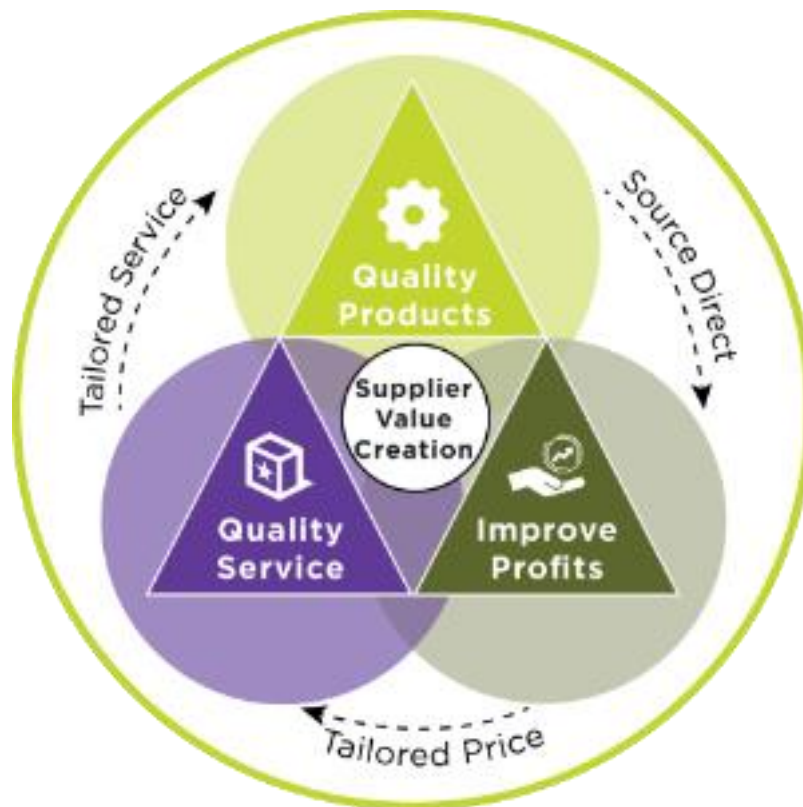 Tailored Service
Source Direct
Quality
Products
Supplier
Value
Creation
Quality
Service
Improve
Profits
Tailored Price